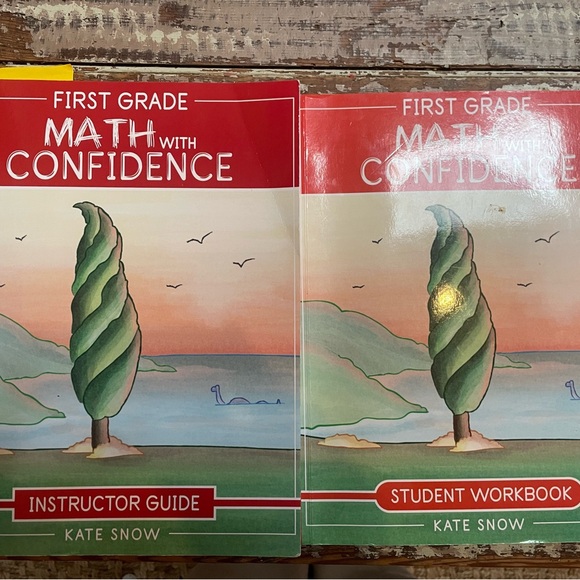 FIRST GRADE
MATH WITH
CONFIDENCE
INSTRUCTOR GUIDE
KATE SNOW
FIRST GRADE
MATH WITH
CONFIDENCE
STUDENT WORKBOOK
KATE SNOW